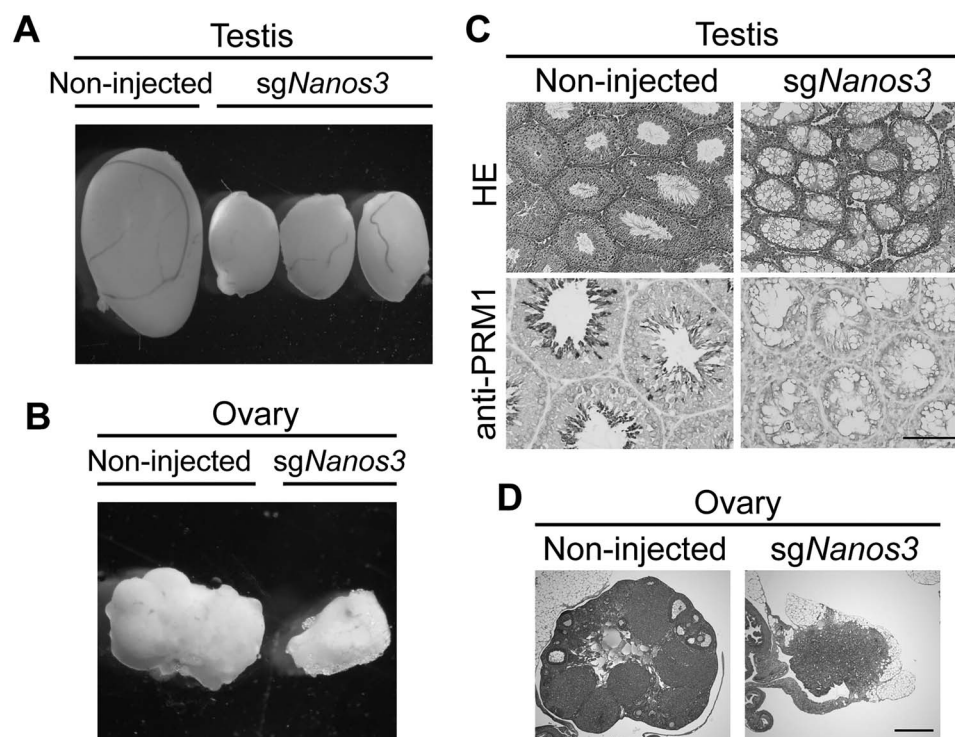 A
Testis
Non-injected sgNanos3
B
Ovary
Non-injected sgNanos3
C
Testis
Non-injected sgNanos3
HE
anti-PRM1
D
Ovary
Non-injected sgNanos3